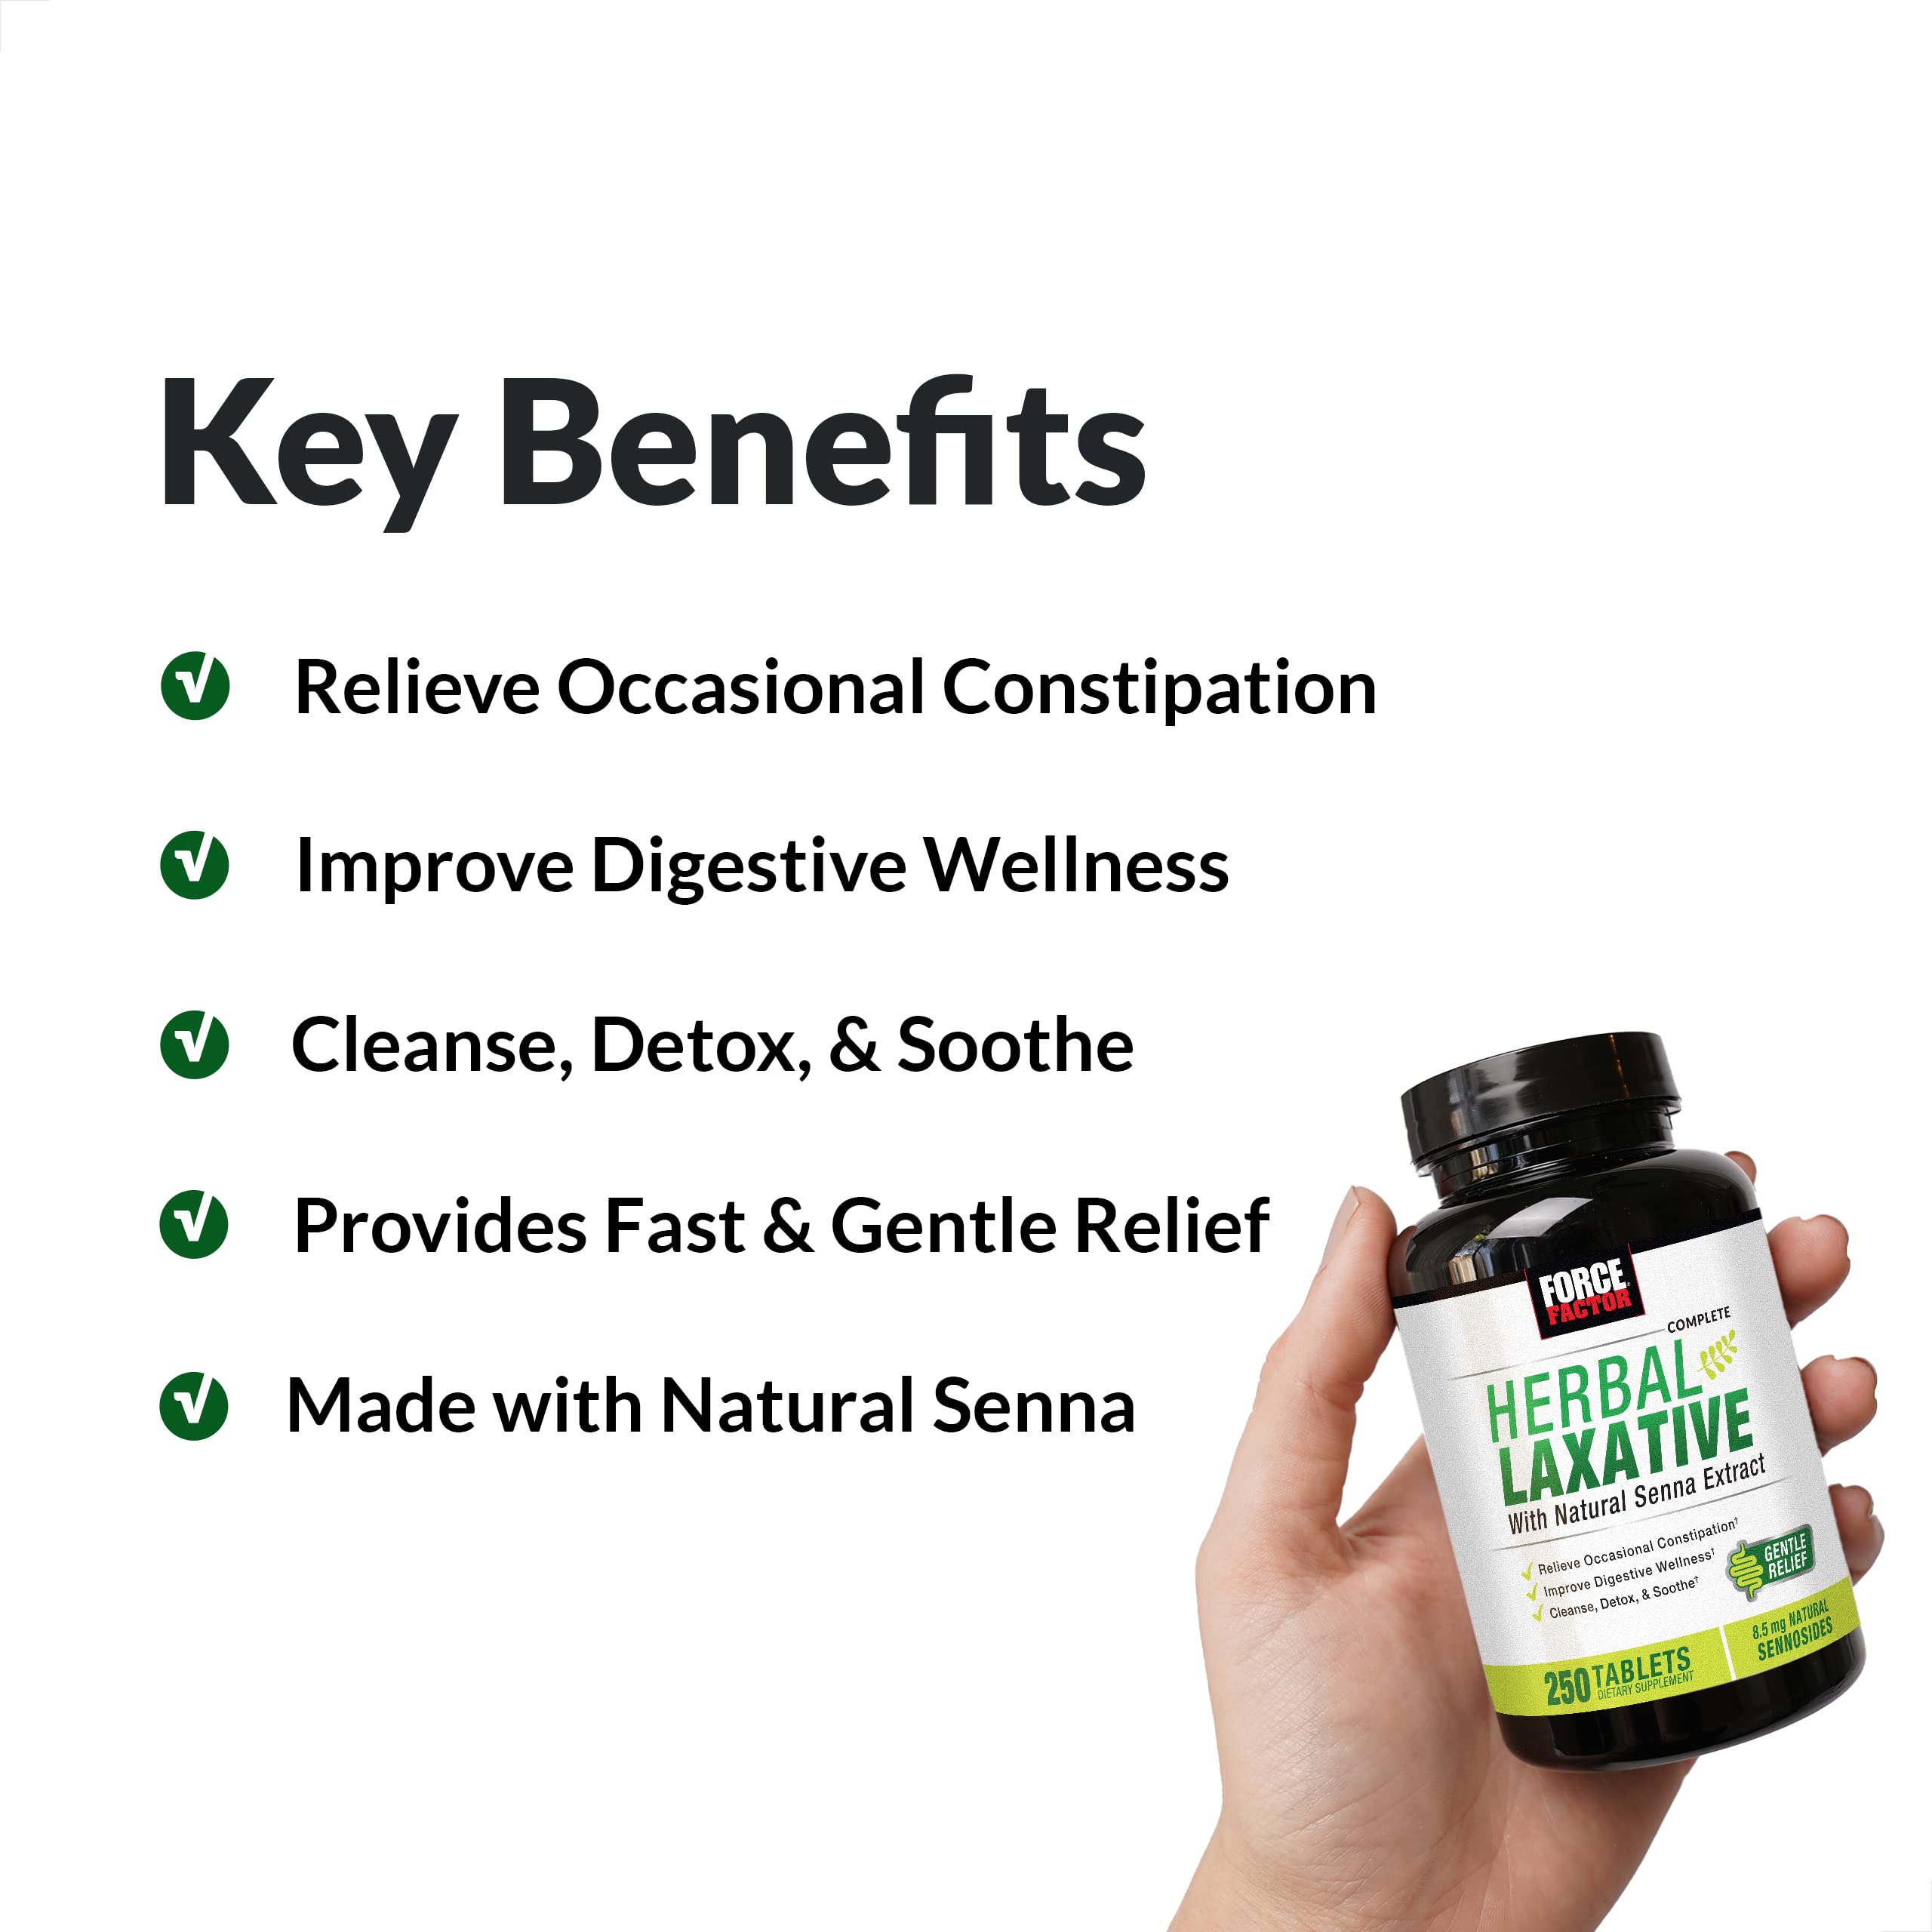 Key Benefits
Relieve Occasional Constipation
Improve Digestive Wellness
Cleanse, Detox, & Soothe
Provides Fast & Gentle Relief
Made with Natural Senna
FORCE
FACTOR
COMPLETE
HERBAL
LAXATIVE
With Natural Senna Extract
Relieve Occasional Constipation†
Improve Digestive Wellness†
Cleanse, Detox, & Soothe†
GENTLE
RELIEF
250 TABLETS
DIETARY SUPPLEMENT
8.5 mg NATURAL
SENNOSIDES